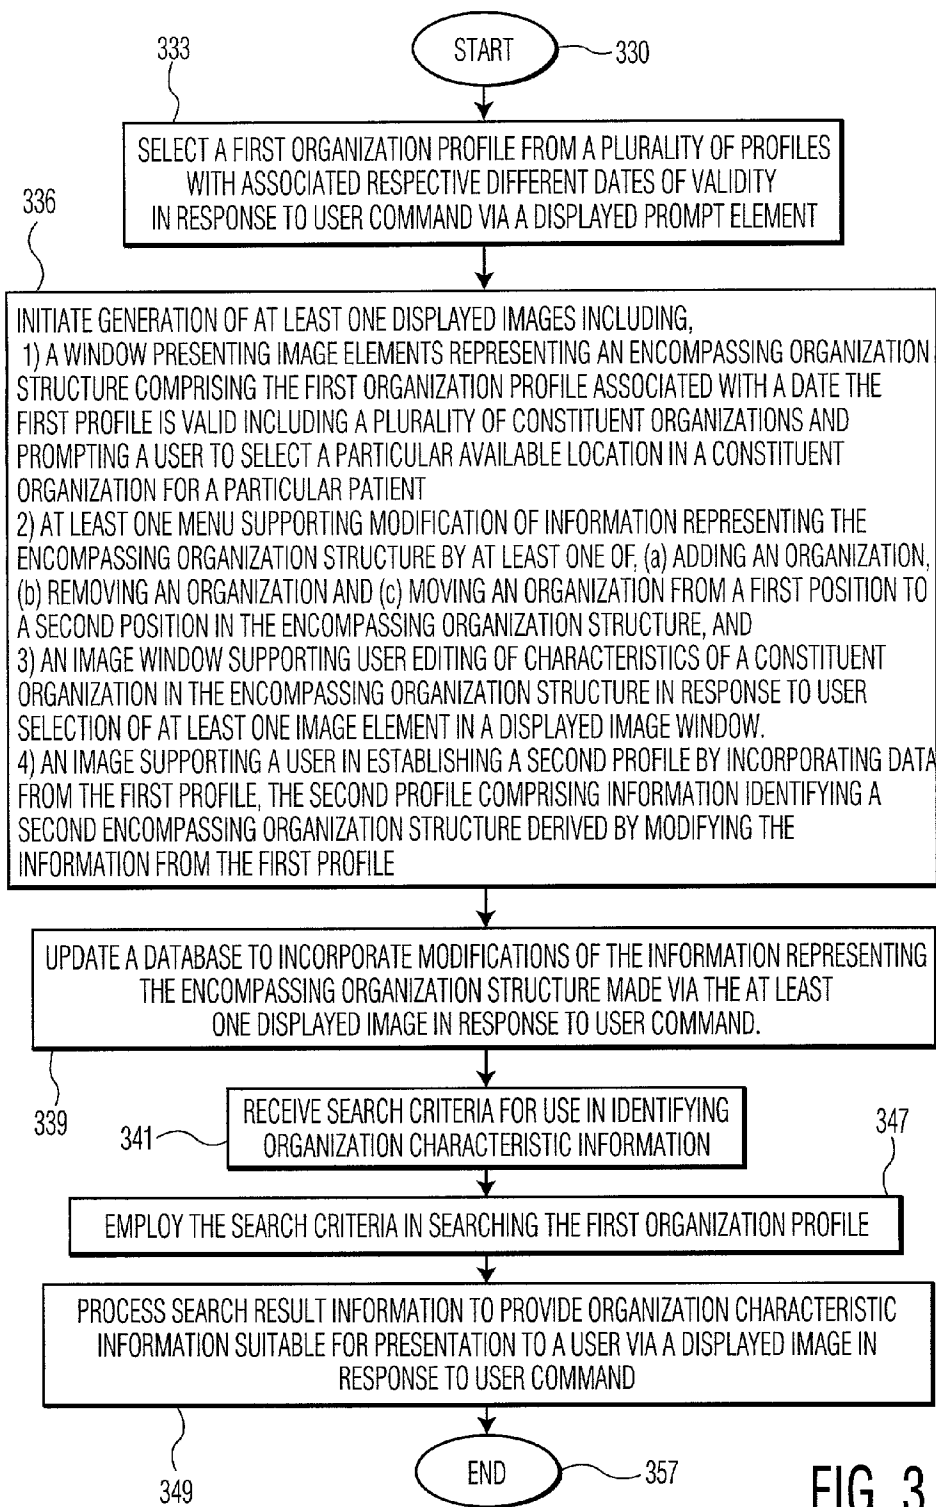 START
330
333
SELECT A FIRST ORGANIZATION PROFILE FROM A PLURALITY OF PROFILES
WITH ASSOCIATED RESPECTIVE DIFFERENT DATES OF VALIDITY
IN RESPONSE TO USER COMMAND VIA A DISPLAYED PROMPT ELEMENT
336
INITIATE GENERATION OF AT LEAST ONE DISPLAYED IMAGES INCLUDING,
1) A WINDOW PRESENTING IMAGE ELEMENTS REPRESENTING AN ENCOMPASSING ORGANIZATION
STRUCTURE COMPRISING THE FIRST ORGANIZATION PROFILE ASSOCIATED WITH A DATE THE
FIRST PROFILE IS VALID INCLUDING A PLURALITY OF CONSTITUENT ORGANIZATIONS AND
PROMPTING A USER TO SELECT A PARTICULAR AVAILABLE LOCATION IN A CONSTITUENT
ORGANIZATION FOR A PARTICULAR PATIENT
2) AT LEAST ONE MENU SUPPORTING MODIFICATION OF INFORMATION REPRESENTING THE
ENCOMPASSING ORGANIZATION STRUCTURE BY AT LEAST ONE OF, (a) ADDING AN ORGANIZATION,
(b) REMOVING AN ORGANIZATION AND (c) MOVING AN ORGANIZATION FROM A FIRST POSITION TO
A SECOND POSITION IN THE ENCOMPASSING ORGANIZATION STRUCTURE, AND
3) AN IMAGE WINDOW SUPPORTING USER EDITING OF CHARACTERISTICS OF A CONSTITUENT
ORGANIZATION IN THE ENCOMPASSING ORGANIZATION STRUCTURE IN RESPONSE TO USER
SELECTION OF AT LEAST ONE IMAGE ELEMENT IN A DISPLAYED IMAGE WINDOW.
4) AN IMAGE SUPPORTING A USER IN ESTABLISHING A SECOND PROFILE BY INCORPORATING DATA
FROM THE FIRST PROFILE, THE SECOND PROFILE COMPRISING INFORMATION IDENTIFYING A
SECOND ENCOMPASSING ORGANIZATION STRUCTURE DERIVED BY MODIFYING THE
INFORMATION FROM THE FIRST PROFILE
UPDATE A DATABASE TO INCORPORATE MODIFICATIONS OF THE INFORMATION REPRESENTING
THE ENCOMPASSING ORGANIZATION STRUCTURE MADE VIA THE AT LEAST
ONE DISPLAYED IMAGE IN RESPONSE TO USER COMMAND.
339
341
RECEIVE SEARCH CRITERIA FOR USE IN IDENTIFYING
ORGANIZATION CHARACTERISTIC INFORMATION
347
EMPLOY THE SEARCH CRITERIA IN SEARCHING THE FIRST ORGANIZATION PROFILE
PROCESS SEARCH RESULT INFORMATION TO PROVIDE ORGANIZATION CHARACTERISTIC
INFORMATION SUITABLE FOR PRESENTATION TO A USER VIA A DISPLAYED IMAGE IN
RESPONSE TO USER COMMAND
349
END
357
FIG. 3